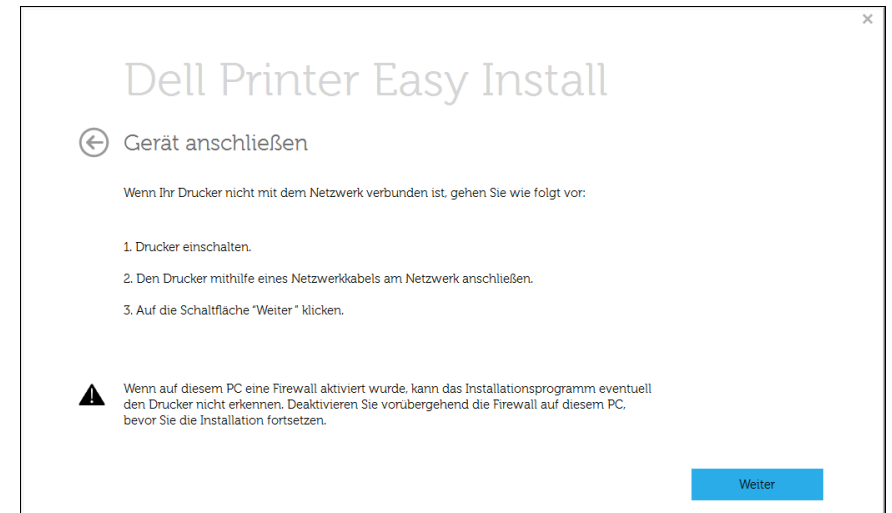 Dell Printer Easy Install
Gerät anschließen
Wenn Ihr Drucker nicht mit dem Netzwerk verbunden ist, gehen Sie wie folgt vor:
1. Drucker einschalten.
2. Den Drucker mithilfe eines Netzwerkkabels am Netzwerk anschließen.
3. Auf die Schaltfläche "Weiter" klicken.
Wenn auf diesem PC eine Firewall aktiviert wurde, kann das Installationsprogramm eventuell
den Drucker nicht erkennen. Deaktivieren Sie vorübergehend die Firewall auf diesem PC,
bevor Sie die Installation fortsetzen.
Weiter